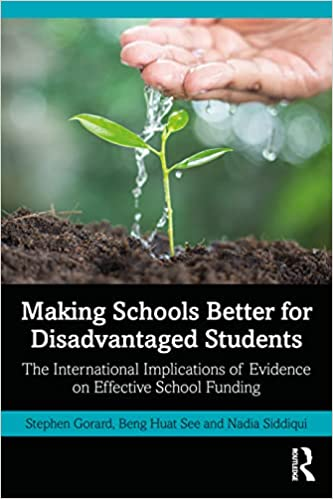 Making Schools Better for
Disadvantaged Students
The International Implications of Evidence
on Effective School Funding
Stephen Gorard, Beng Huat See and Nadia Siddiqui
ROUTLEDGE